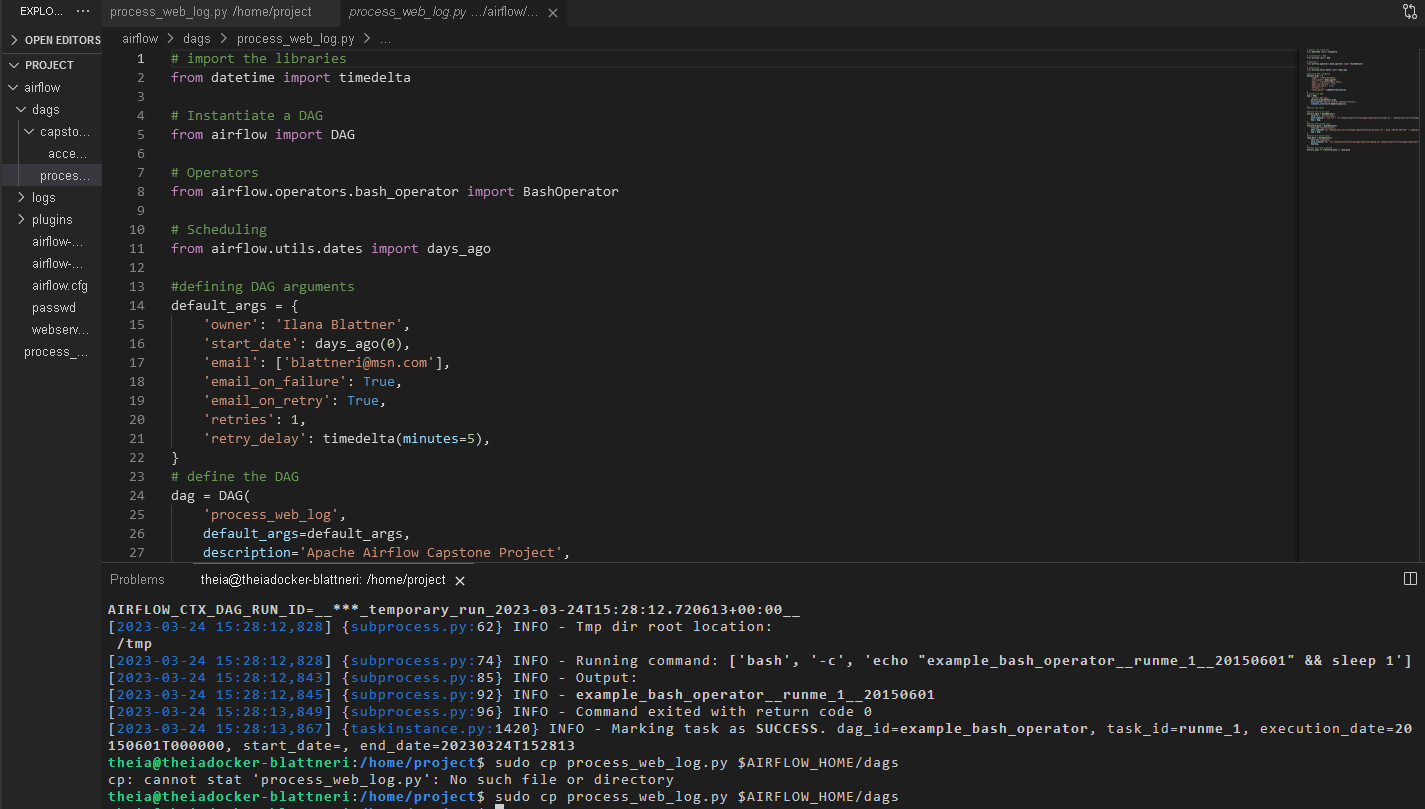 EXPLO... ...
process_web_log.py /home/project
process_web_log.py .../airflow/...
OPEN EDITORS
PROJECT
airflow
dags
capsto...
acce...
proces...
logs
plugins
airflow-...
airflow-...
airflow.cfg
passwd
webserv...
process_...
airflow > dags > process_web_log.py > ...
1 # import the libraries
2 from datetime import timedelta
3
4 # Instantiate a DAG
5 from airflow import DAG
6
7 # Operators
8 from airflow.operators.bash_operator import BashOperator
9
10 # Scheduling
11 from airflow.utils.dates import days_ago
12
13 #defining DAG arguments
14 default_args = {
15 'owner': 'Ilana Blattner',
16 'start_date': days_ago(0),
17 'email': ['blattneri@msn.com'],
18 'email_on_failure': True,
19 'email_on_retry': True,
20 'retries': 1,
21 'retry_delay': timedelta(minutes=5),
22 }
23 # define the DAG
24 dag = DAG(
25 'process_web_log',
26 default_args=default_args,
27 description='Apache Airflow Capstone Project',
Problems
theia@theiadocker-blattneri: /home/project
AIRFLOW_CTX_DAG_RUN_ID=__***_temporary_run_2023-03-24T15:28:12.720613+00:00__
[2023-03-24 15:28:12,828] {subprocess.py:62} INFO - Tmp dir root location:
/tmp
[2023-03-24 15:28:12,828] {subprocess.py:74} INFO - Running command: ['bash', '-c', 'echo "example_bash_operator__runme_1__20150601" && sleep 1']
[2023-03-24 15:28:12,843] {subprocess.py:85} INFO - Output:
[2023-03-24 15:28:12,845] {subprocess.py:92} INFO - example_bash_operator__runme_1__20150601
[2023-03-24 15:28:13,849] {subprocess.py:96} INFO - Command exited with return code 0
[2023-03-24 15:28:13,867] {taskinstance.py:1420} INFO - Marking task as SUCCESS. dag_id=example_bash_operator, task_id=runme_1, execution_date=20
150601T000000, start_date=, end_date=20230324T152813
theia@theiadocker-blattneri:/home/project$ sudo cp process_web_log.py $AIRFLOW_HOME/dags
cp: cannot stat 'process_web_log.py': No such file or directory
theia@theiadocker-blattneri:/home/project$ sudo cp process_web_log.py $AIRFLOW_HOME/dags